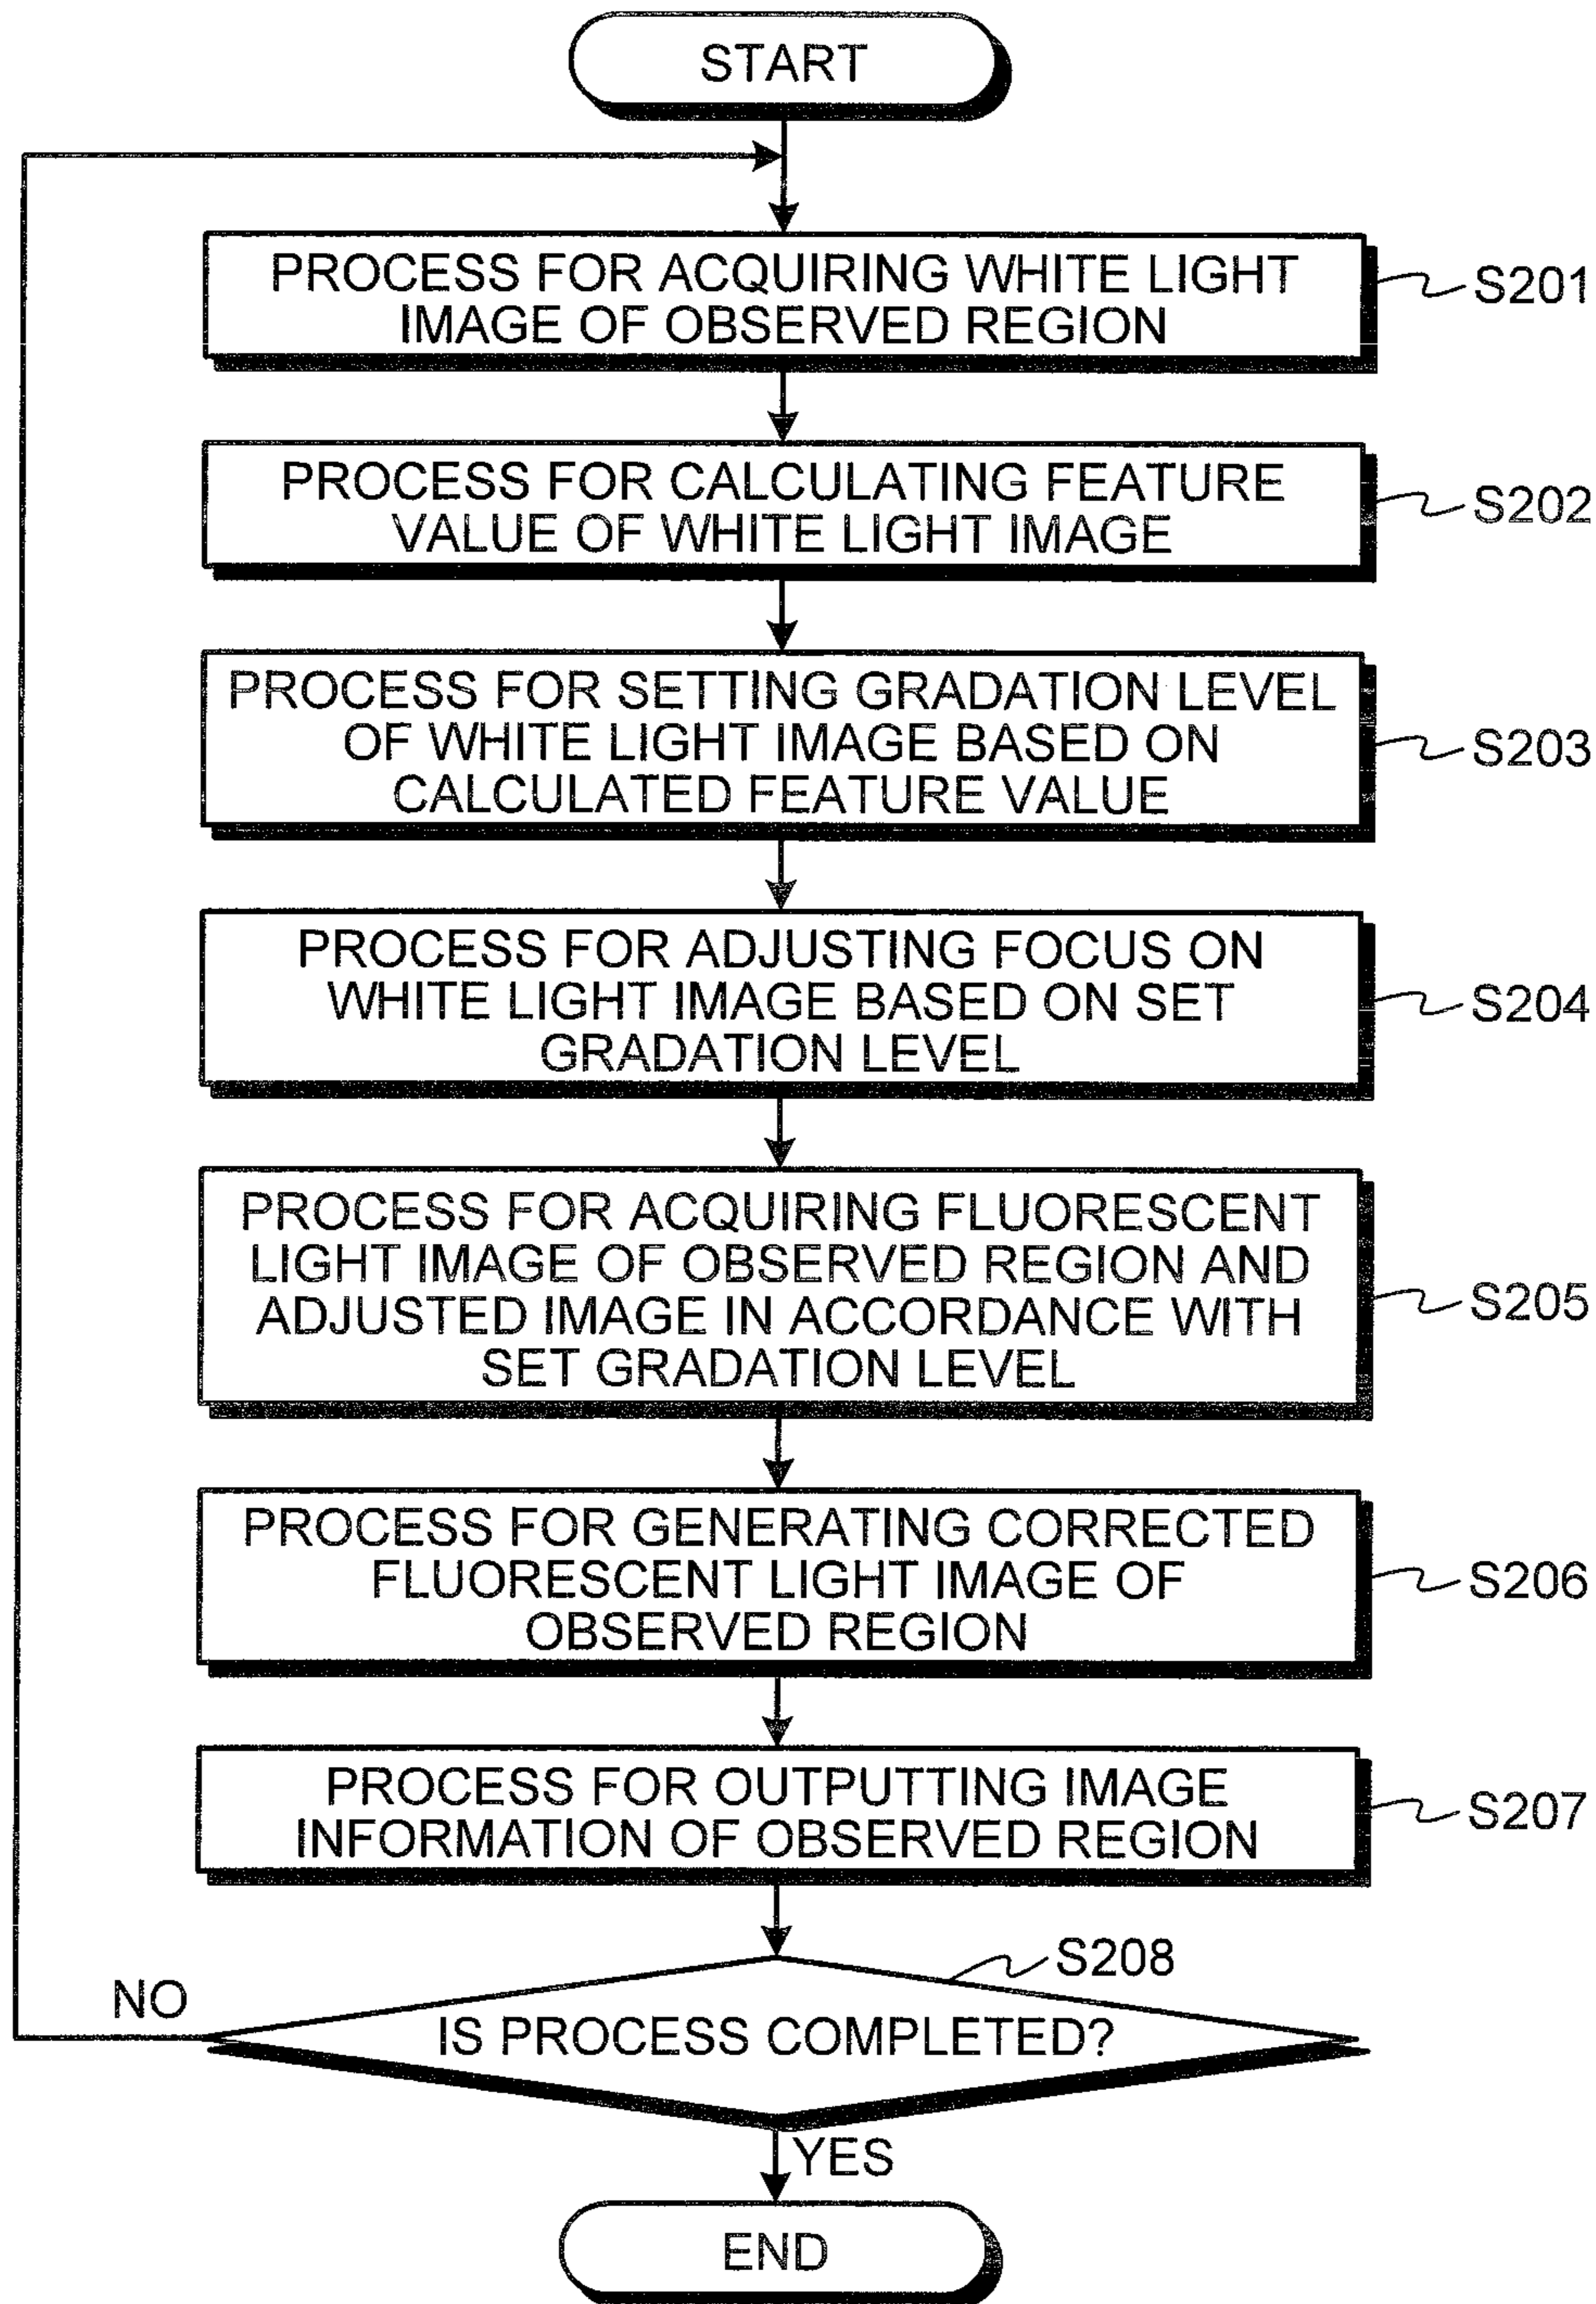 START
PROCESS FOR ACQUIRING WHITE LIGHT
IMAGE OF OBSERVED REGION
S201
PROCESS FOR CALCULATING FEATURE
VALUE OF WHITE LIGHT IMAGE
S202
PROCESS FOR SETTING GRADATION LEVEL
OF WHITE LIGHT IMAGE BASED ON
CALCULATED FEATURE VALUE
S203
PROCESS FOR ADJUSTING FOCUS ON
WHITE LIGHT IMAGE BASED ON SET
GRADATION LEVEL
S204
PROCESS FOR ACQUIRING FLUORESCENT
LIGHT IMAGE OF OBSERVED REGION AND
ADJUSTED IMAGE IN ACCORDANCE WITH
SET GRADATION LEVEL
S205
PROCESS FOR GENERATING CORRECTED
FLUORESCENT LIGHT IMAGE OF
OBSERVED REGION
S206
PROCESS FOR OUTPUTTING IMAGE
INFORMATION OF OBSERVED REGION
S207
S208
NO
IS PROCESS COMPLETED?
YES
END